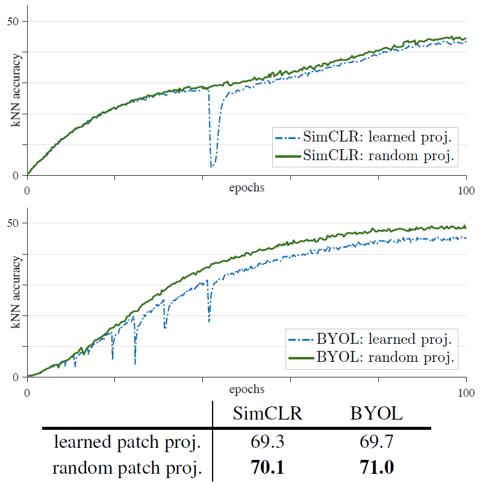 50
kNN accuracy
SimCLR: learned proj.
SimCLR: random proj.
0
0
epochs
100
50
kNN accuracy
BYOL: learned proj.
BYOL: random proj.
0
0
epochs
100
SimCLR BYOL
learned patch proj. 69.3 69.7
random patch proj. 70.1 71.0